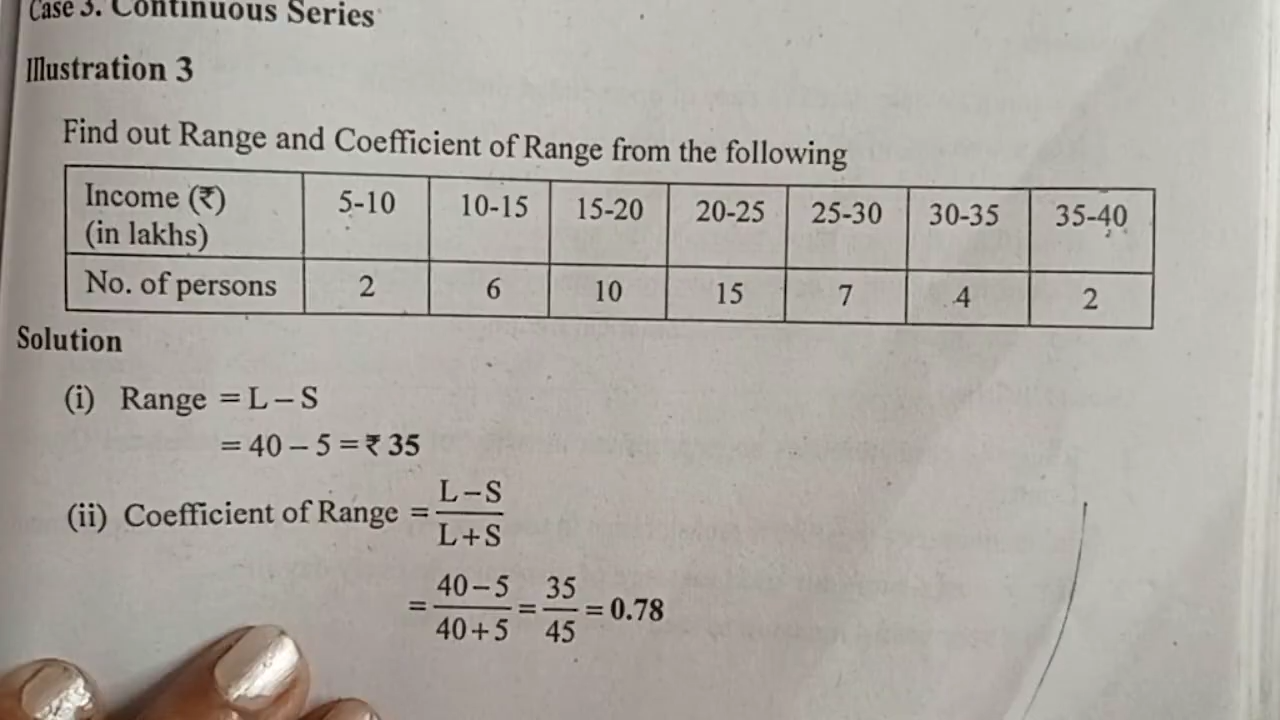 Case 3. Continuous Series
Illustration 3
Find out Range and Coefficient of Range from the following
Income (₹) (in lakhs) 5-10 10-15 15-20 20-25 25-30 30-35 35-40
No. of persons 2 6 10 15 7 4 2
Solution
(i) Range = L – S
= 40 – 5 = ₹ 35
(ii) Coefficient of Range = L–S / L+S
= 40–5 / 40+5 = 35 / 45 = 0.78